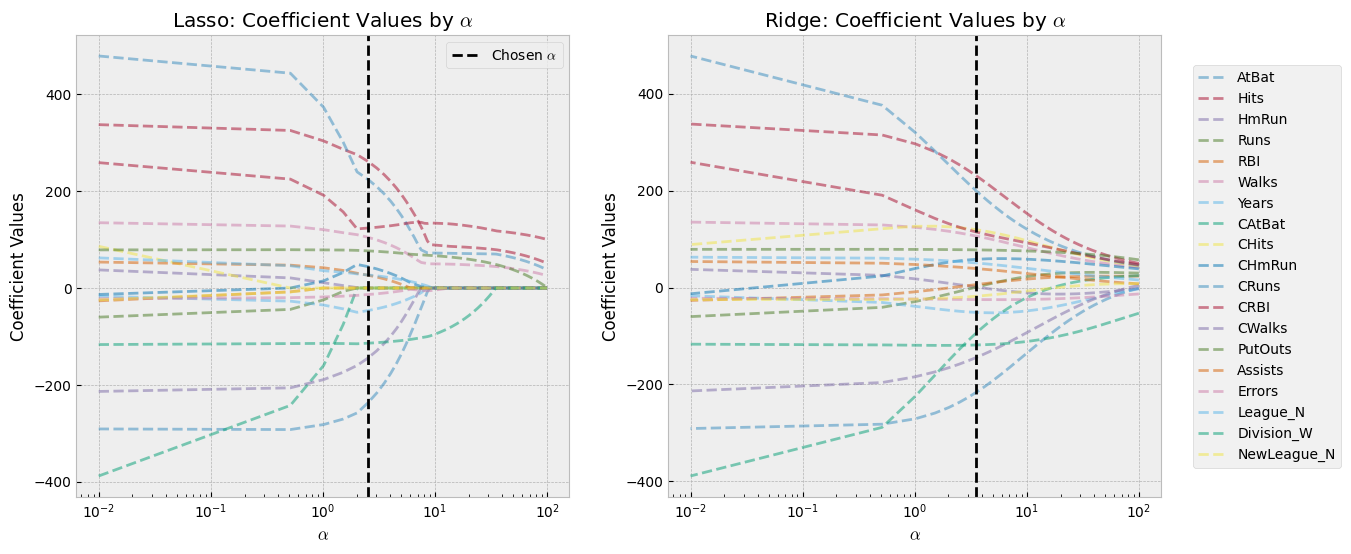 Lasso: Coefficient Values by α
Ridge: Coefficient Values by α
Coefficient Values
400
200
0
−200
−400
Chosen α
10⁻² 10⁻¹ 10⁰ 10¹ 10²
α
Coefficient Values
400
200
0
−200
−400
10⁻² 10⁻¹ 10⁰ 10¹ 10²
α
AtBat
Hits
HmRun
Runs
RBI
Walks
Years
CAtBat
CHits
CHmRun
CRuns
CRBI
CWalks
PutOuts
Assists
Errors
League_N
Division_W
NewLeague_N